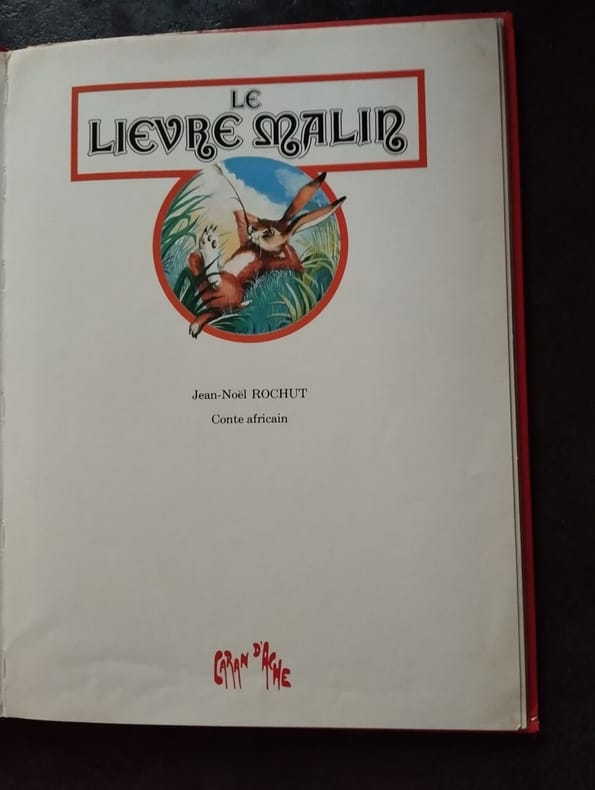 LE
LIEVRE MALIN
Jean-Noël ROCHUT
Conte africain
CARAN D'ACHE